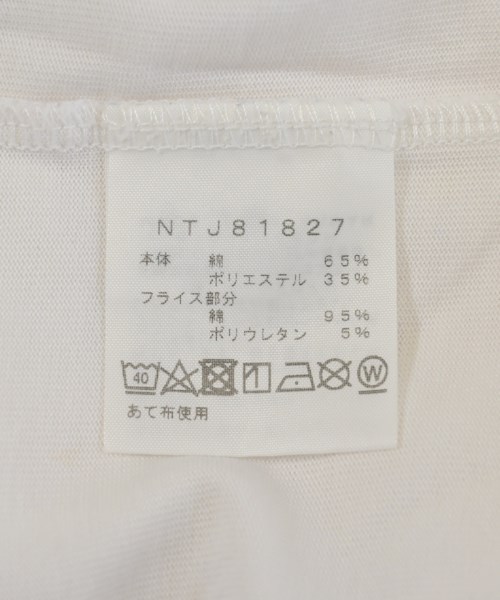 NTJ81827
本体 綿 65%
ポリエステル 35%
フライス部分
綿 95%
ポリウレタン 5%
40 W
あて布使用